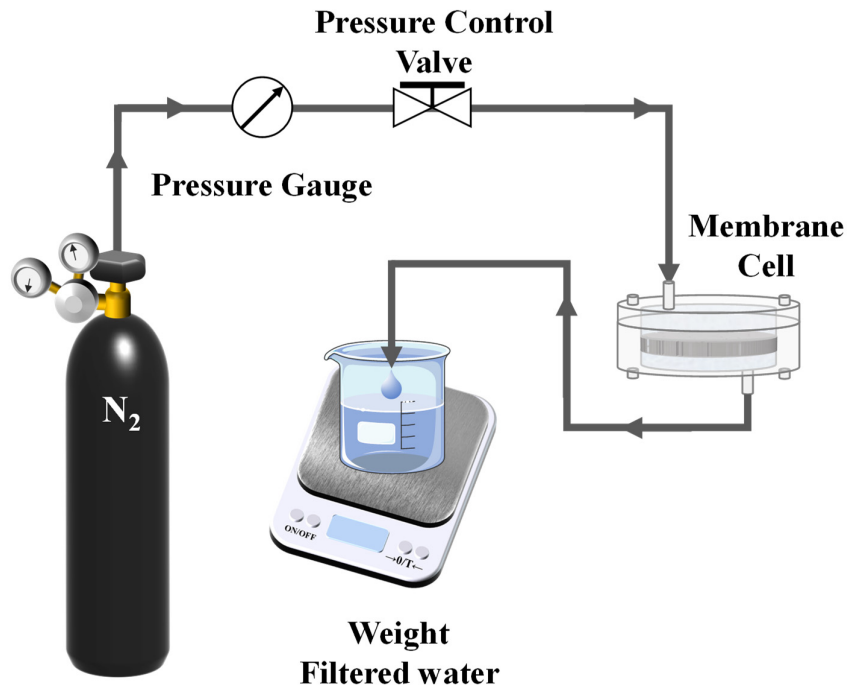 Pressure Control
Valve
Pressure Gauge
Membrane
Cell
N₂
ON/OFF
→0/T←
Weight
Filtered water